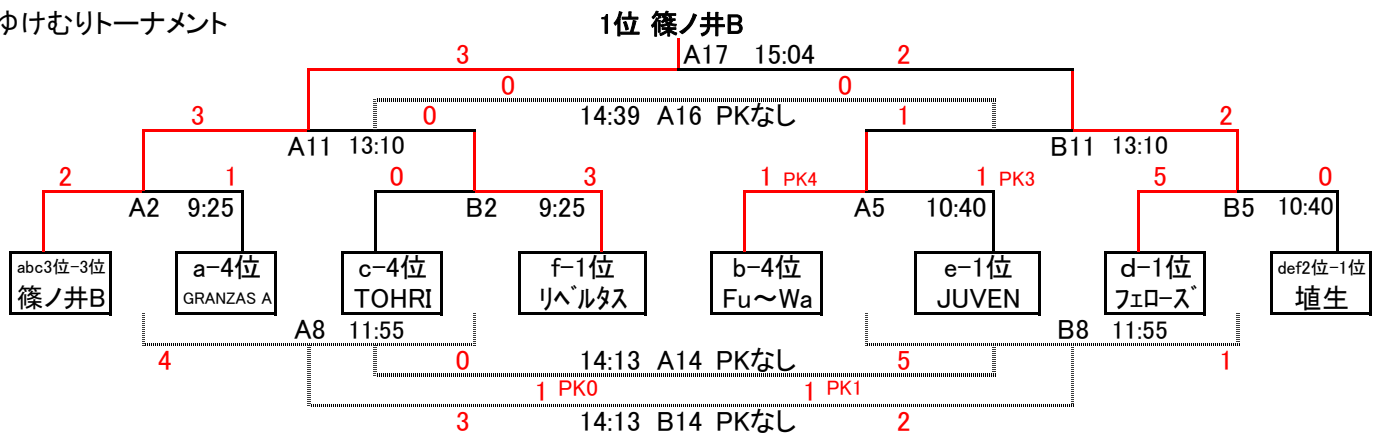 ゆけむりトーナメント
1位 篠ノ井B
3 A17 15:04 2
0 0
3 0 14:39 A16 PKなし 1 2
A11 13:10 B11 13:10
2 1 0 3 1 PK4 1 PK3 5 0
A2 9:25 B2 9:25 A5 10:40 B5 10:40
abc3位-3位 a-4位 c-4位 f-1位 b-4位 e-1位 d-1位 def2位-1位
篠ノ井B GRANZAS A TOHRI リベルタス Fu～Wa JUVEN フェローズ 埴生
A8 11:55 B8 11:55
4 0 14:13 A14 PKなし 5 1
1 PK0 1 PK1
3 14:13 B14 PKなし 2